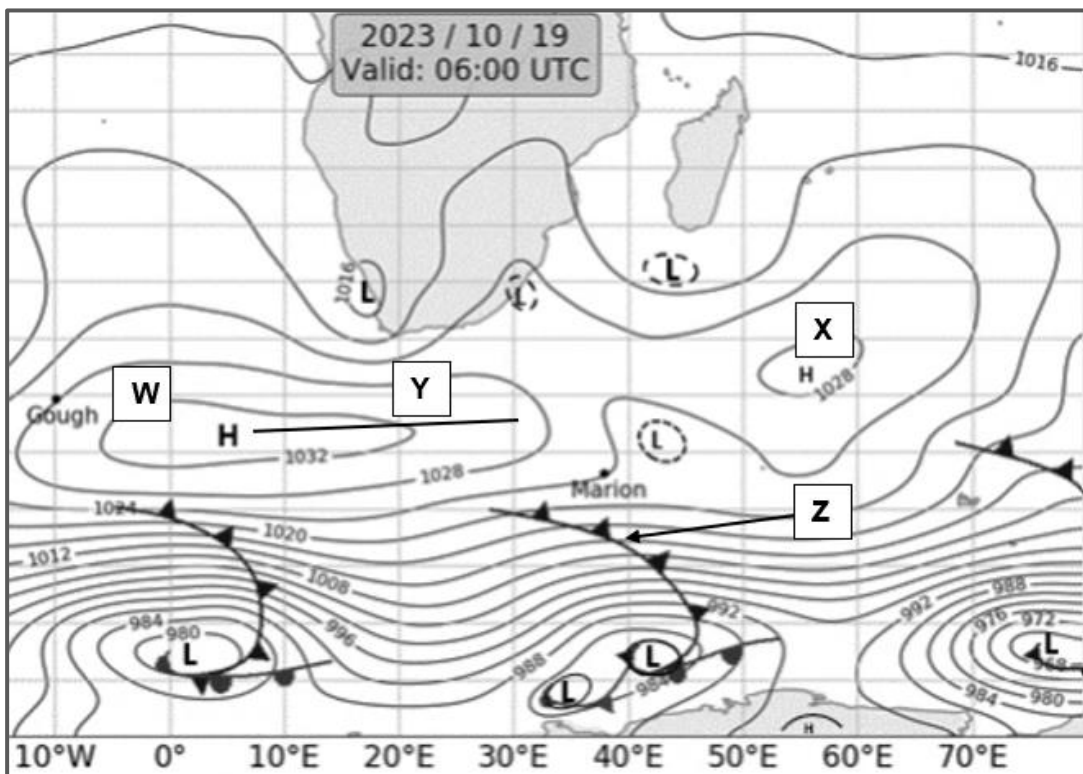 2023 / 10 / 19
Valid: 06:00 UTC
1016
1016
L
L
L
X
H
1028
W
Y
Gough
H
1032
1028
L
Marion
Z
1024
1020
1012
1008
992
988
992
996
984
980
976
972
L
L
L
988
984
L
968
984
980
H
10°W
0°
10°E
20°E
30°E
40°E
50°E
60°E
70°E